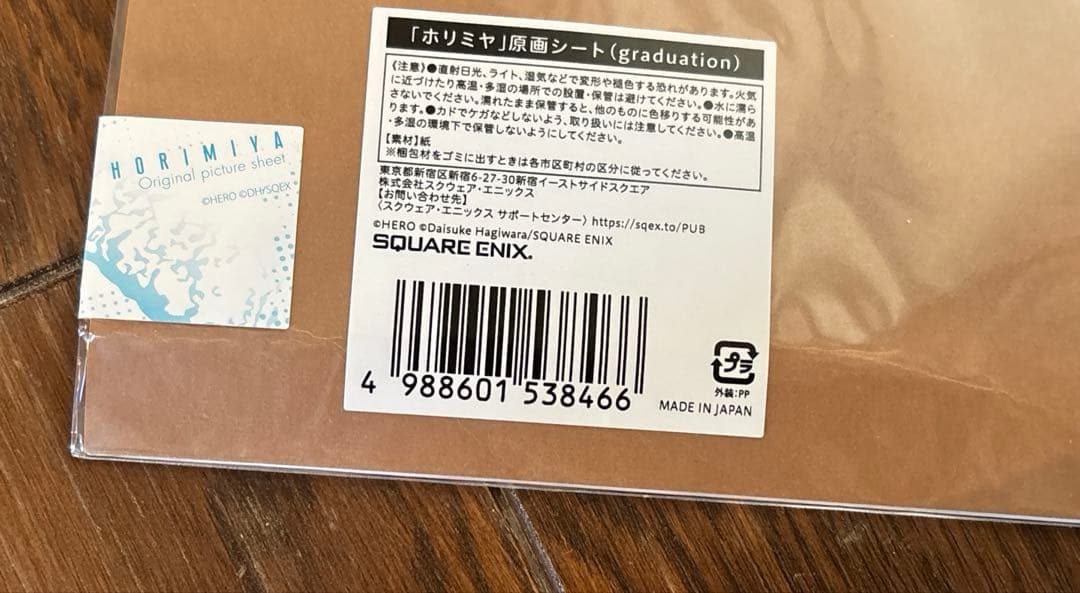 HORIMIYA
Original picture sheet
©HERO ©DH/SQEX
「ホリミヤ」原画シート(graduation)
《注意》●直射日光、ライト、湿気などで変形や褪色する恐れがあります。火気
に近づけたり高温・多湿の場所での設置・保管は避けてください。●水に濡ら
さないでください。濡れたまま保管すると、他のものに色移りする可能性があ
ります。●カドでケガなどしないよう、取り扱いには注意してください。●高温
・多湿の環境下で保管しないようにしてください。
【素材】紙
※梱包材をゴミに出すときは各市区町村の区分に従ってください。
東京都新宿区新宿6-27-30新宿イーストサイドスクエア
株式会社スクウェア・エニックス
【お問い合わせ先】
〈スクウェア・エニックス サポートセンター〉https://sqex.to/PUB
©HERO ©Daisuke Hagiwara/SQUARE ENIX
SQUARE ENIX.
4 988601 538466
プラ
外装:PP
MADE IN JAPAN